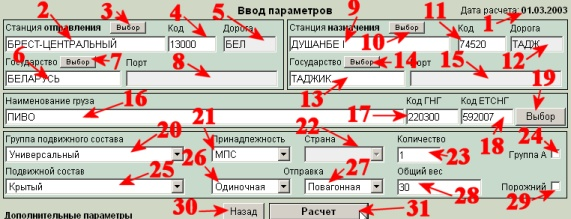 Ввод параметров Дата расчета: 01.03.2003 1
3 4 5 9 11
Станция отправления Выбор Код Дорога Станция назначения Выбор Код Дорога
2 10 12
БРЕСТ-ЦЕНТРАЛЬНЫЙ 13000 БЕЛ ДУШАНБЕ I 74520 ТАДЖ
Государство Выбор 7 Порт Государство Выбор 14 Порт 15
6 8 13
БЕЛАРУСЬ ТАДЖИК 19
Наименование груза Код ГНГ Код ЕТСНГ
ПИВО 16 17 220300 592007 18 Выбор
Группа подвижного состава 21 Принадлежность 22 Страна Количество 24
Универсальный 20 МПС 1 23 Группа А
Подвижной состав 25 26 Отправка 27 Общий вес Порожний
Крытый Одиночная Повагонная 30 28 29
Дополнительные параметры 30 Назад Расчет 31